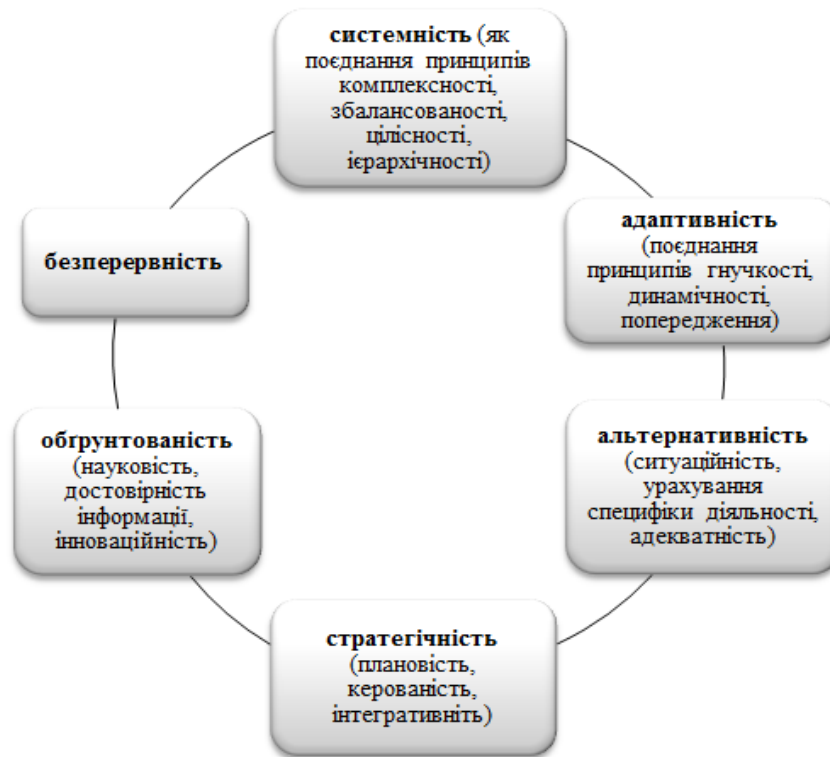 системність (як
поєднання принципів
комплексності,
збалансованості,
цілісності,
ієрархічності)
адаптивність
(поєднання
принципів гнучкості,
динамічності,
попередження)
альтернативність
(ситуаційність,
урахування
специфіки діяльності,
адекватність)
стратегічність
(плановість,
керованість,
інтегративніть)
обґрунтованість
(науковість,
достовірність
інформації,
інноваційність)
безперервність